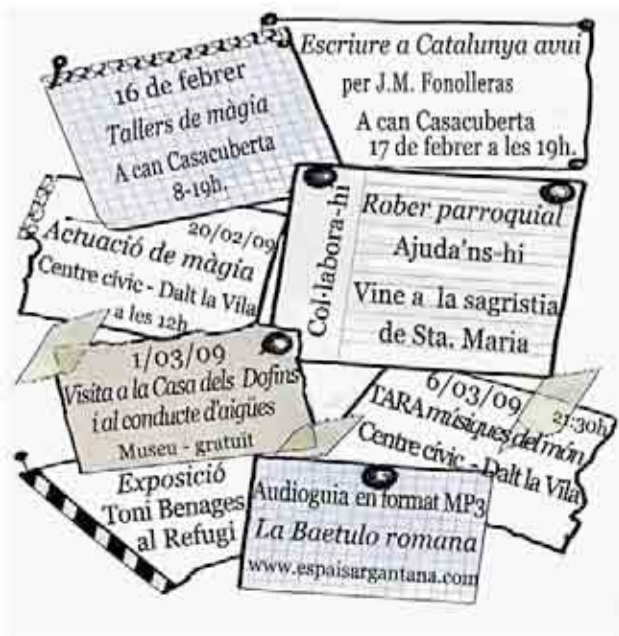 16 de febrer
Tallers de màgia
A can Casacuberta
8-19h.
Escriure a Catalunya avui
per J.M. Fonolleras
A can Casacuberta
17 de febrer a les 19h.
20/02/09
Actuació de màgia
Centre cívic - Dalt la Vila
a les 12h
Col·labora-hi
Rober parroquial
Ajuda'ns-hi
Vine a la sagristia
de Sta. Maria
1/03/09
Visita a la Casa dels Dofins
i al conducte d'aigües
Museu - gratuït
6/03/09
21:30h
TARA músiques del món
Centre cívic - Dalt la Vila
Exposició
Toni Benages
al Refugi
Audioguia en format MP3
La Baetulo romana
www.espaisargantana.com